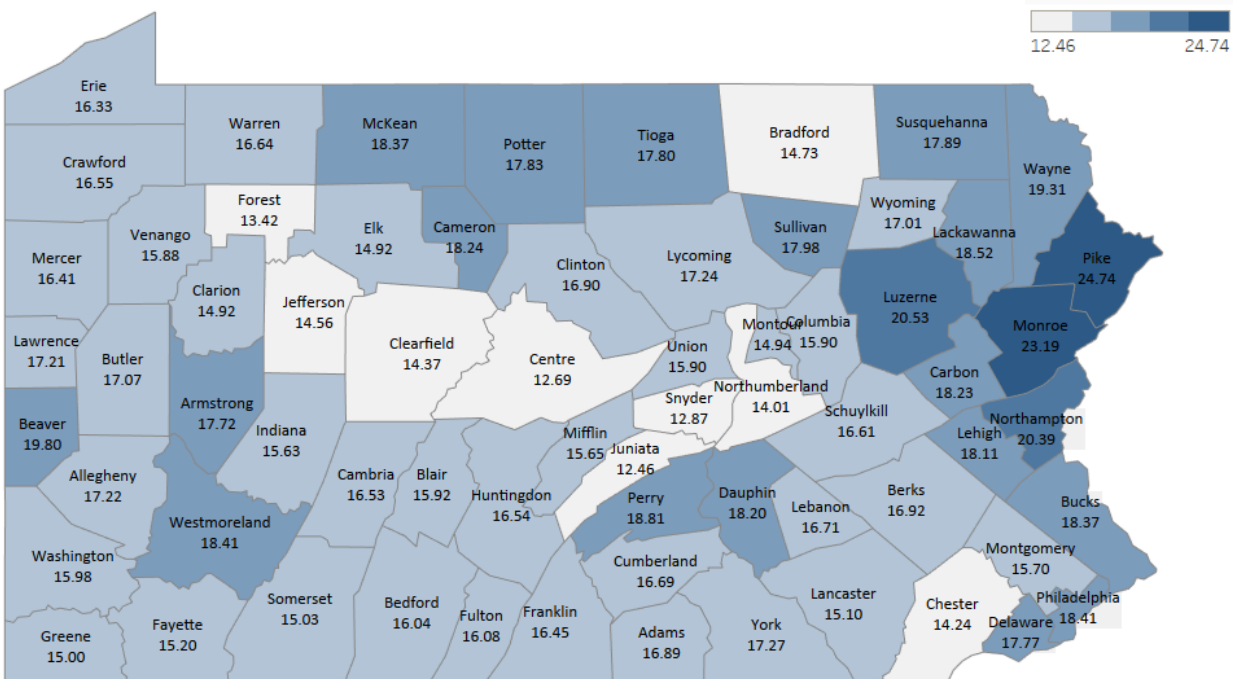 12.46 24.74
Erie
16.33
Warren
16.64
McKean
18.37
Potter
17.83
Tioga
17.80
Bradford
14.73
Susquehanna
17.89
Wayne
19.31
Crawford
16.55
Forest
13.42
Venango
15.88
Elk
14.92
Cameron
18.24
Sullivan
17.98
Wyoming
17.01
Lackawanna
18.52
Pike
24.74
Mercer
16.41
Clarion
14.92
Jefferson
14.56
Clinton
16.90
Lycoming
17.24
Luzerne
20.53
Monroe
23.19
Lawrence
17.21
Butler
17.07
Clearfield
14.37
Centre
12.69
Union
15.90
Montour
14.94
Columbia
15.90
Carbon
18.23
Beaver
19.80
Armstrong
17.72
Indiana
15.63
Snyder
12.87
Northumberland
14.01
Schuylkill
16.61
Lehigh
18.11
Northampton
20.39
Allegheny
17.22
Cambria
16.53
Blair
15.92
Huntingdon
16.54
Mifflin
15.65
Juniata
12.46
Perry
18.81
Dauphin
18.20
Lebanon
16.71
Berks
16.92
Bucks
18.37
Westmoreland
18.41
Washington
15.98
Cumberland
16.69
Montgomery
15.70
Greene
15.00
Fayette
15.20
Somerset
15.03
Bedford
16.04
Fulton
16.08
Franklin
16.45
Adams
16.89
York
17.27
Lancaster
15.10
Chester
14.24
Delaware
17.77
Philadelphia
18.41